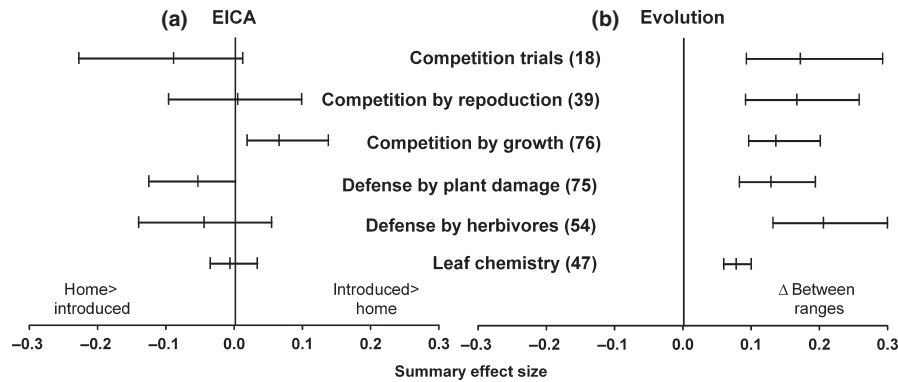 (a) EICA
(b) Evolution
Competition trials (18)
Competition by repoduction (39)
Competition by growth (76)
Defense by plant damage (75)
Defense by herbivores (54)
Leaf chemistry (47)
Home>
introduced
Introduced>
home
Δ Between
ranges
–0.3 –0.2 –0.1 0.0 0.1 0.2 0.3
–0.3 –0.2 –0.1 0.0 0.1 0.2 0.3
Summary effect size